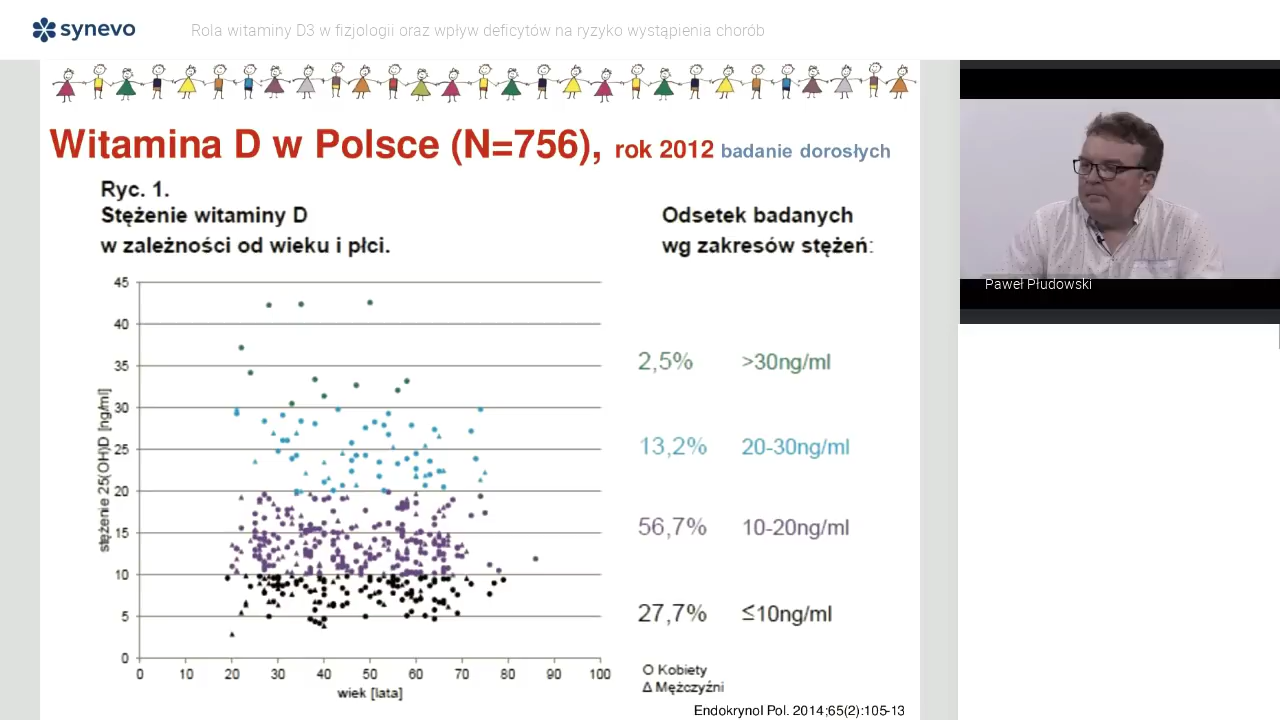 synevo
Rola witaminy D3 w fizjologii oraz wpływ deficytów na ryzyko wystąpienia chorób
Witamina D w Polsce (N=756), rok 2012 badanie dorosłych
Ryc. 1.
Stężenie witaminy D
w zależności od wieku i płci.
Odsetek badanych
wg zakresów stężeń:
45
40
35
30
25
20
15
10
5
0
stężenie 25(OH)D [ng/ml]
0 10 20 30 40 50 60 70 80 90 100
wiek [lata]
2,5% >30ng/ml
13,2% 20-30ng/ml
56,7% 10-20ng/ml
27,7% ≤10ng/ml
O Kobiety
Δ Mężczyźni
Endokrynol Pol. 2014;65(2):105-13
Paweł Płudowski